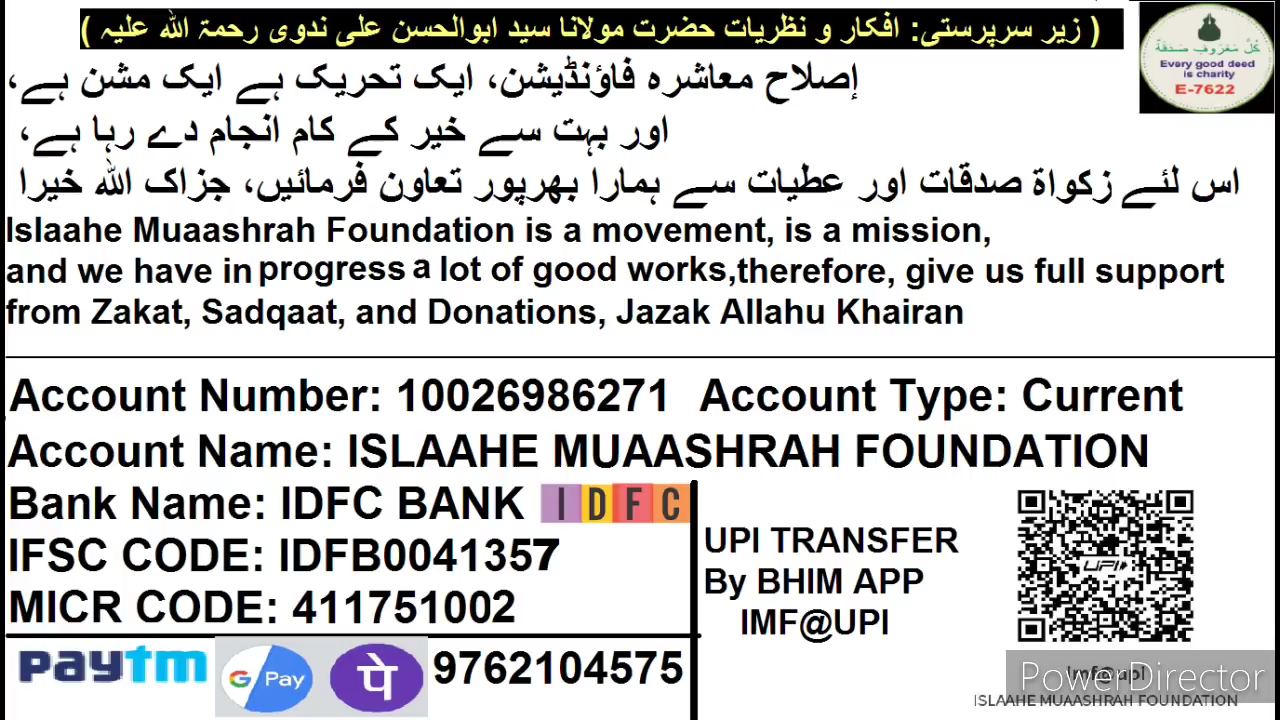 ( زیر سرپرستی: افکار و نظریات حضرت مولانا سید ابوالحسن علی ندوی رحمۃ اللہ علیہ )
كُلُّ مَعْرُوفٍ صَدَقَةٌ
Every good deed
is charity
E-7622
إصلاح معاشرہ فاؤنڈیشن، ایک تحریک ہے ایک مشن ہے،
اور بہت سے خیر کے کام انجام دے رہا ہے،
اس لئے زکواۃ صدقات اور عطیات سے ہمارا بھرپور تعاون فرمائیں، جزاک اللہ خیرا
Islaahe Muaashrah Foundation is a movement, is a mission,
and we have in progress a lot of good works,therefore, give us full support
from Zakat, Sadqaat, and Donations, Jazak Allahu Khairan
Account Number: 10026986271 Account Type: Current
Account Name: ISLAAHE MUAASHRAH FOUNDATION
Bank Name: IDFC BANK IDFC
IFSC CODE: IDFB0041357
MICR CODE: 411751002
UPI TRANSFER
By BHIM APP
IMF@UPI
UPI
paytm G Pay पे 9762104575
imf@upi
PowerDirector
ISLAAHE MUAASHRAH FOUNDATION